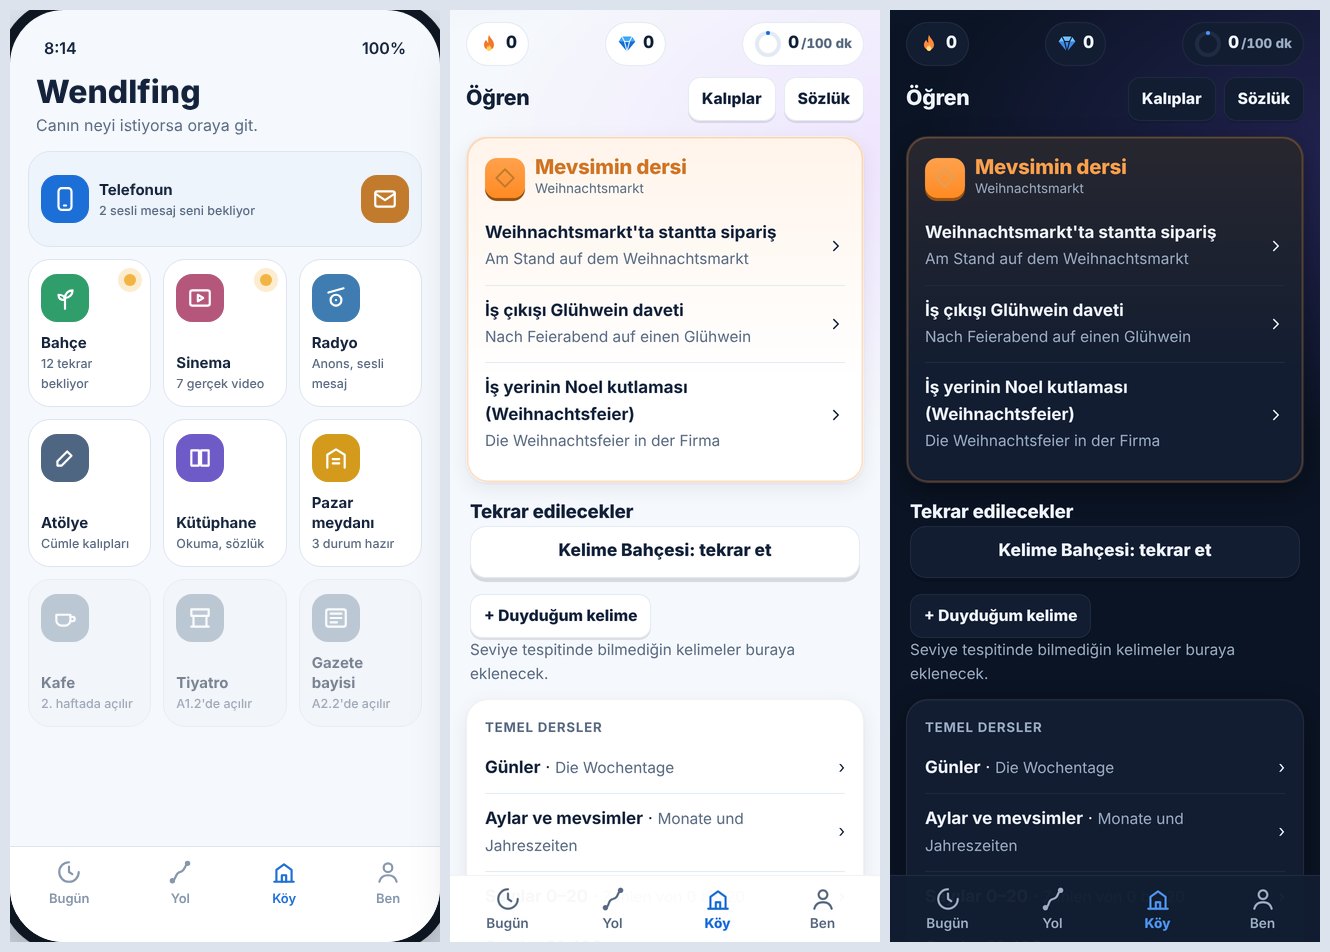 8:14
100%
Wendlfing
Canın neyi istiyorsa oraya git.
Telefonun
2 sesli mesaj seni bekliyor
Bahçe
12 tekrar
bekliyor
Sinema
7 gerçek video
Radyo
Anons, sesli
mesaj
Atölye
Cümle kalıpları
Kütüphane
Okuma, sözlük
Pazar
meydanı
3 durum hazır
Kafe
2. haftada açılır
Tiyatro
A1.2'de açılır
Gazete
bayisi
A2.2'de açılır
Bugün
Yol
Köy
Ben
0
0
0/100 dk
Öğren
Kalıplar
Sözlük
Mevsimin dersi
Weihnachtsmarkt
Weihnachtsmarkt'ta stantta sipariş
Am Stand auf dem Weihnachtsmarkt
İş çıkışı Glühwein daveti
Nach Feierabend auf einen Glühwein
İş yerinin Noel kutlaması
(Weihnachtsfeier)
Die Weihnachtsfeier in der Firma
Tekrar edilecekler
Kelime Bahçesi: tekrar et
+ Duyduğum kelime
Seviye tespitinde bilmediğin kelimeler buraya
eklenecek.
TEMEL DERSLER
Günler · Die Wochentage
Aylar ve mevsimler · Monate und
Jahreszeiten
Bugün
Yol
Köy
Ben
0
0
0/100 dk
Öğren
Kalıplar
Sözlük
Mevsimin dersi
Weihnachtsmarkt
Weihnachtsmarkt'ta stantta sipariş
Am Stand auf dem Weihnachtsmarkt
İş çıkışı Glühwein daveti
Nach Feierabend auf einen Glühwein
İş yerinin Noel kutlaması
(Weihnachtsfeier)
Die Weihnachtsfeier in der Firma
Tekrar edilecekler
Kelime Bahçesi: tekrar et
+ Duyduğum kelime
Seviye tespitinde bilmediğin kelimeler buraya
eklenecek.
TEMEL DERSLER
Günler · Die Wochentage
Aylar ve mevsimler · Monate und
Jahreszeiten
Bugün
Yol
Köy
Ben